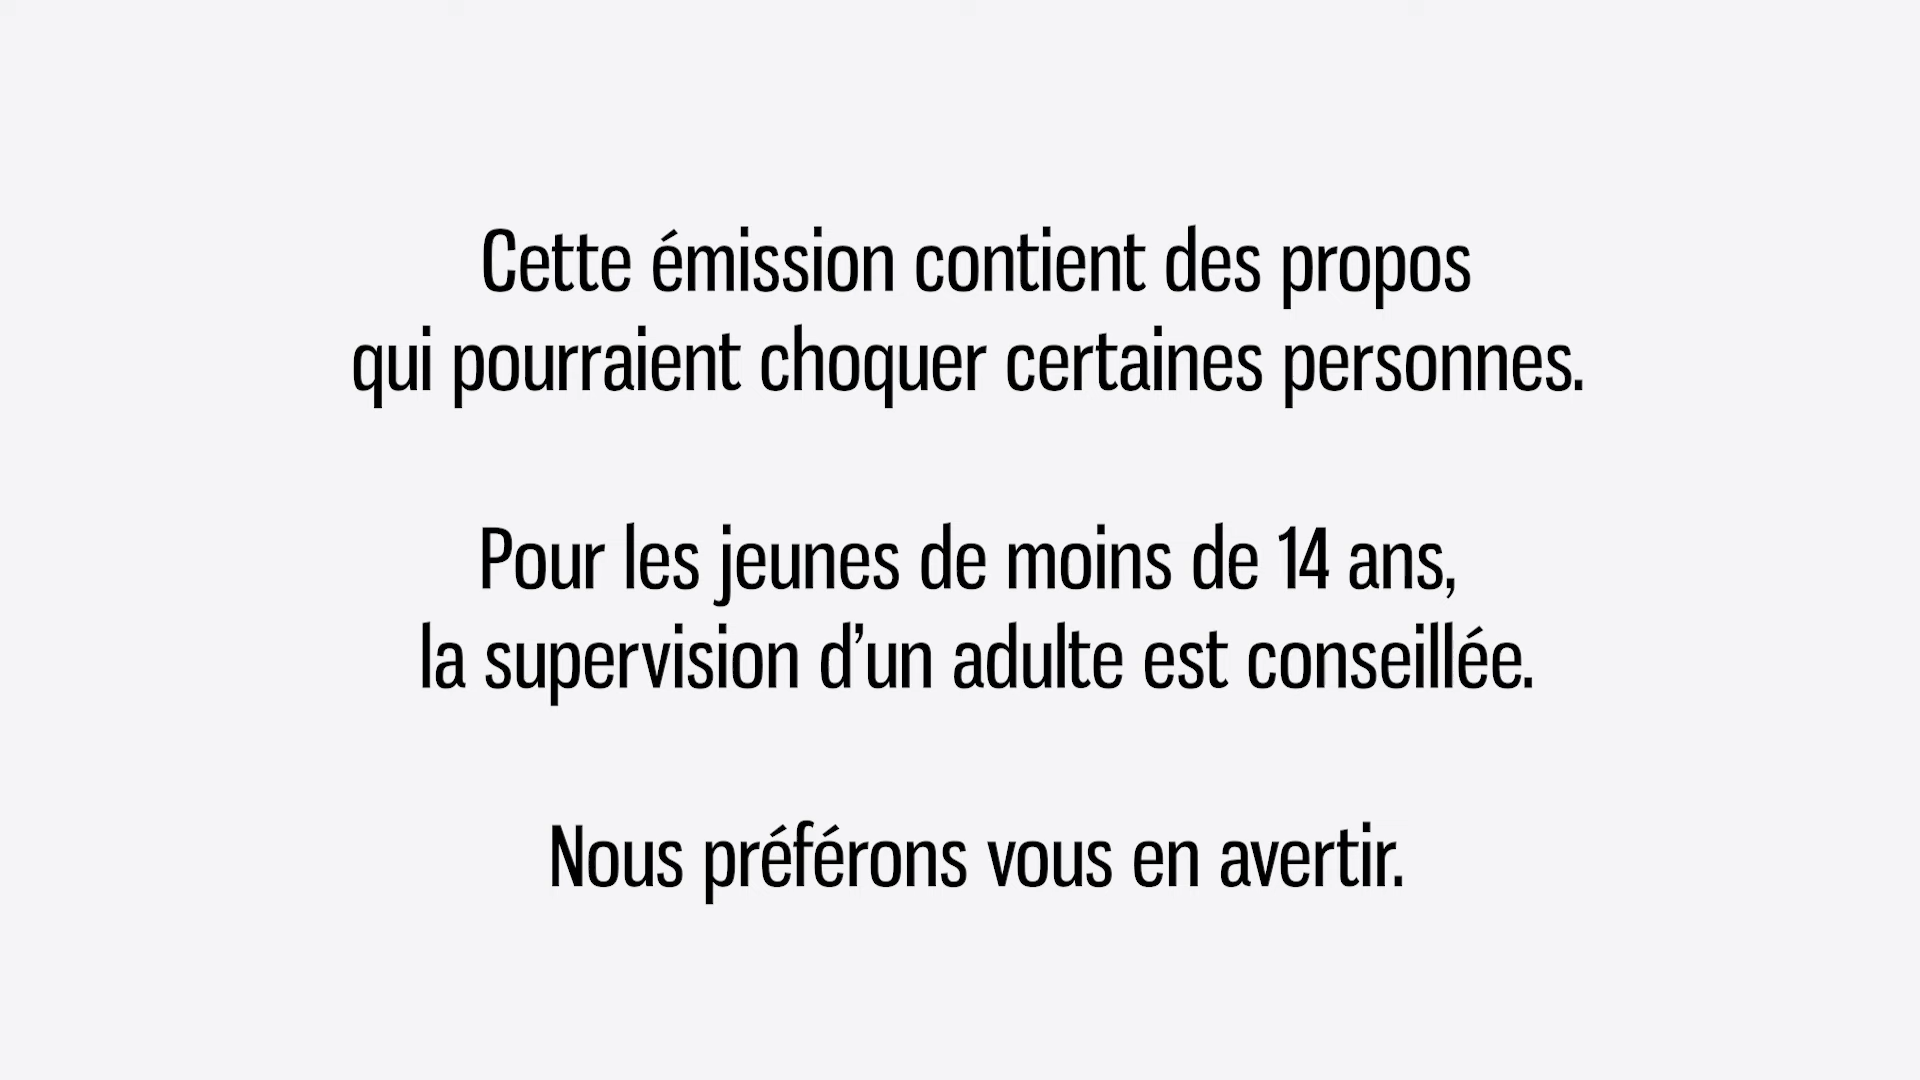 Cette émission contient des propos
qui pourraient choquer certaines personnes.
Pour les jeunes de moins de 14 ans,
la supervision d’un adulte est conseillée.
Nous préférons vous en avertir.